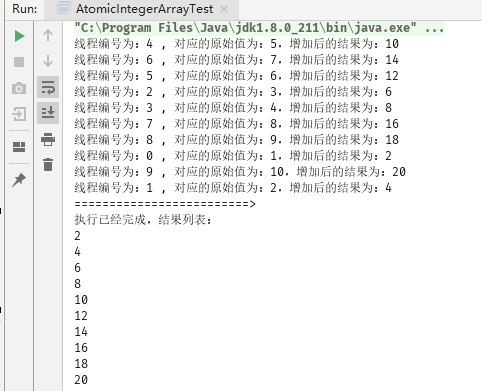 Run: AtomicIntegerArrayTest ×
"C:\Program Files\Java\jdk1.8.0_211\bin\java.exe" ...
线程编号为：4 , 对应的原始值为：5. 增加后的结果为：10
线程编号为：6 , 对应的原始值为：7. 增加后的结果为：14
线程编号为：5 , 对应的原始值为：6. 增加后的结果为：12
线程编号为：2 , 对应的原始值为：3. 增加后的结果为：6
线程编号为：3 , 对应的原始值为：4. 增加后的结果为：8
线程编号为：7 , 对应的原始值为：8. 增加后的结果为：16
线程编号为：8 , 对应的原始值为：9. 增加后的结果为：18
线程编号为：0 , 对应的原始值为：1. 增加后的结果为：2
线程编号为：9 , 对应的原始值为：10. 增加后的结果为：20
线程编号为：1 , 对应的原始值为：2. 增加后的结果为：4
=========================>
执行已经完成. 结果列表：
2
4
6
8
10
12
14
16
18
20